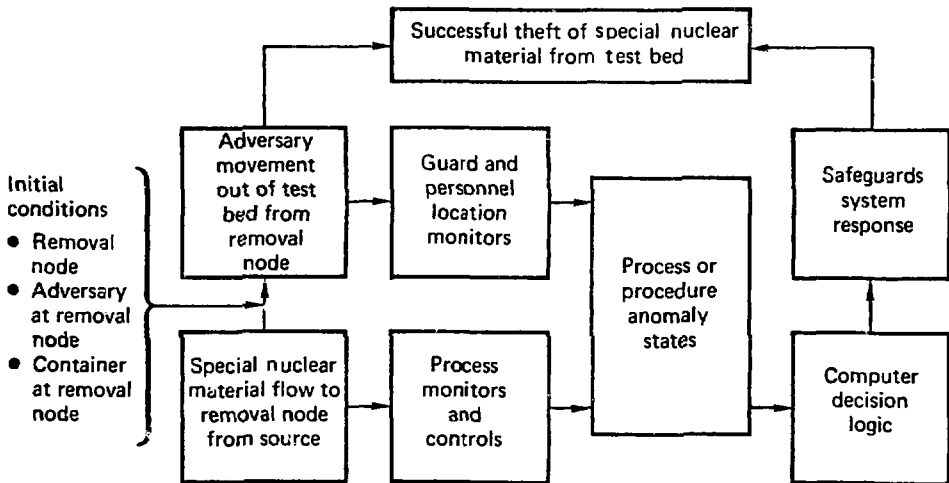 Successful theft of special nuclear
material from test bed
Initial
conditions
● Removal
node
● Adversary
at removal
node
● Container
at removal
node
Adversary
movement
out of test
bed from
removal
node
Guard and
personnel
location
monitors
Process or
procedure
anomaly
states
Safeguards
system
response
Special nuclear
material flow to
removal node
from source
Process
monitors
and
controls
Computer
decision
logic